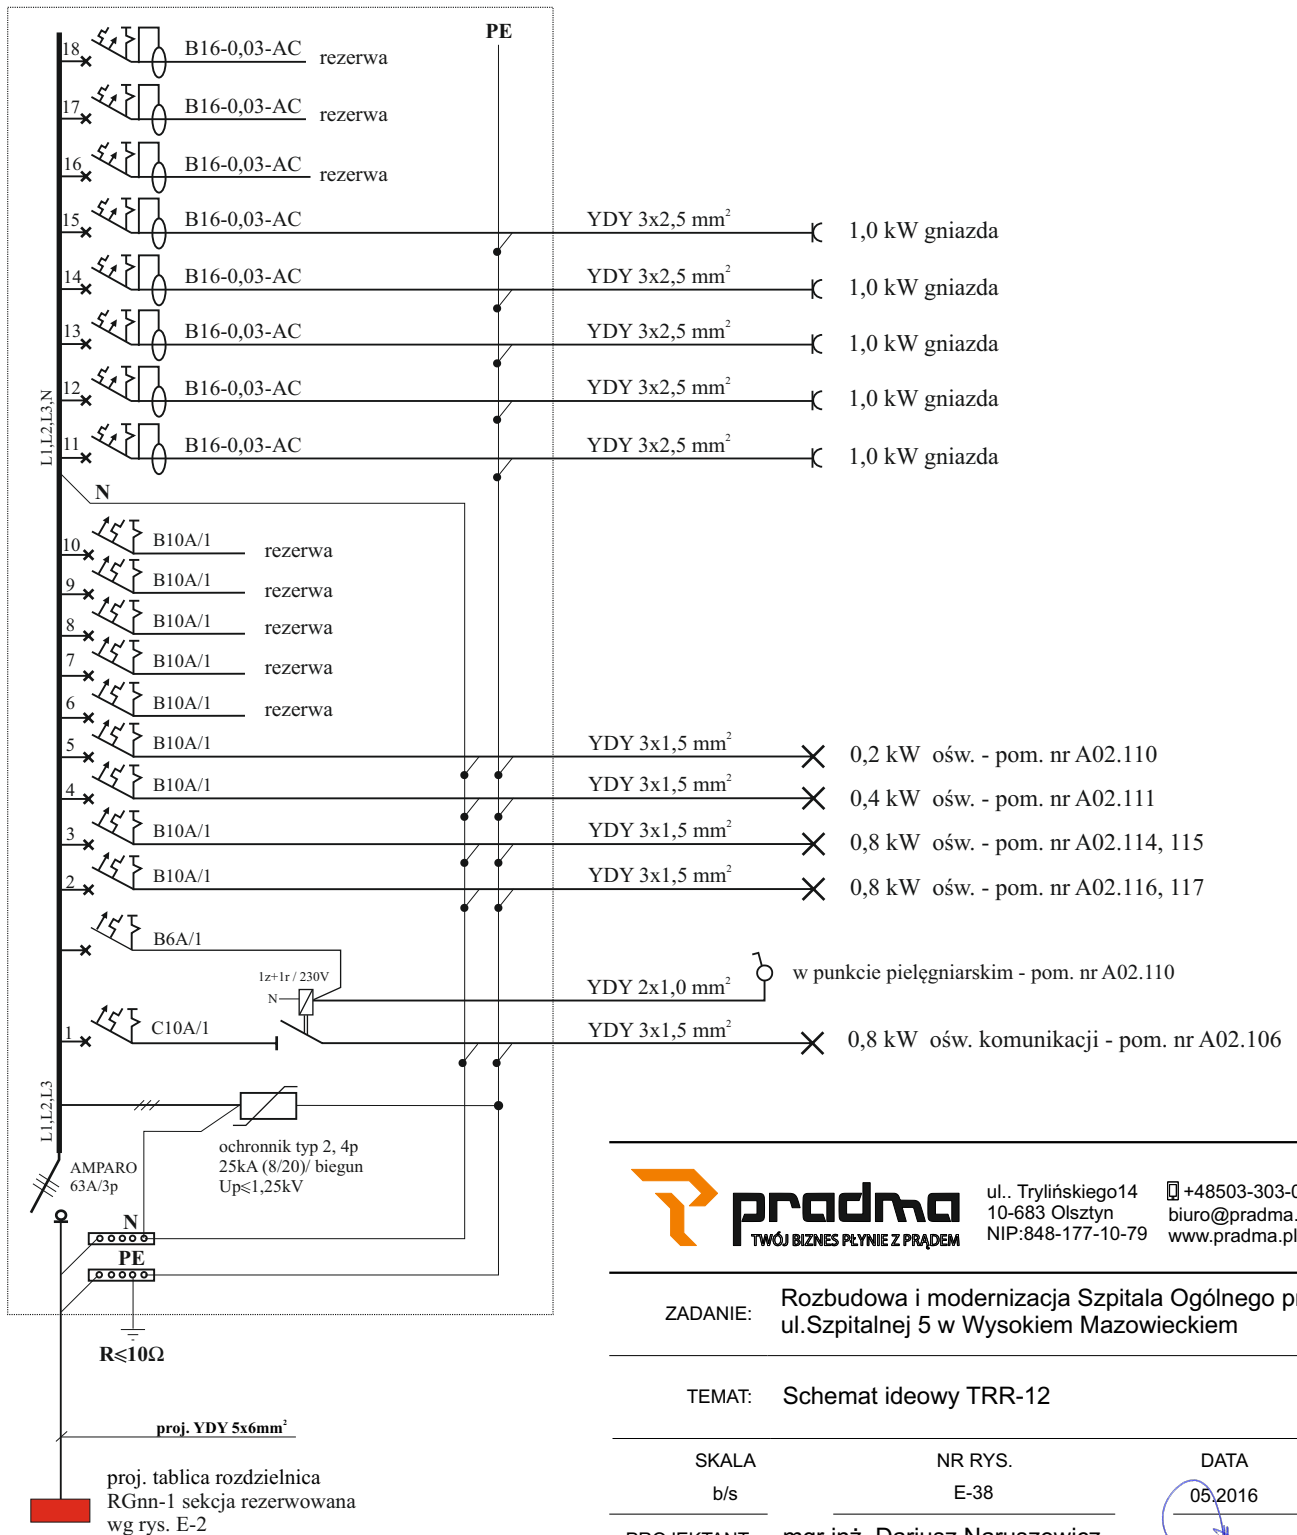 PE
18 B16-0,03-AC rezerwa
17 B16-0,03-AC rezerwa
16 B16-0,03-AC rezerwa
15 B16-0,03-AC YDY 3x2,5 mm² 1,0 kW gniazda
14 B16-0,03-AC YDY 3x2,5 mm² 1,0 kW gniazda
13 B16-0,03-AC YDY 3x2,5 mm² 1,0 kW gniazda
12 B16-0,03-AC YDY 3x2,5 mm² 1,0 kW gniazda
11 B16-0,03-AC YDY 3x2,5 mm² 1,0 kW gniazda
L1,L2,L3,N
N
10 B10A/1 rezerwa
9 B10A/1 rezerwa
8 B10A/1 rezerwa
7 B10A/1 rezerwa
6 B10A/1 rezerwa
5 B10A/1 YDY 3x1,5 mm² 0,2 kW ośw. - pom. nr A02.110
4 B10A/1 YDY 3x1,5 mm² 0,4 kW ośw. - pom. nr A02.111
3 B10A/1 YDY 3x1,5 mm² 0,8 kW ośw. - pom. nr A02.114, 115
2 B10A/1 YDY 3x1,5 mm² 0,8 kW ośw. - pom. nr A02.116, 117
B6A/1
1z+1r / 230V
N
YDY 2x1,0 mm² w punkcie pielęgniarskim - pom. nr A02.110
1 C10A/1 YDY 3x1,5 mm² 0,8 kW ośw. komunikacji - pom. nr A02.106
L1,L2,L3
ochronnik typ 2, 4p
25kA (8/20)/ biegun
Up≤1,25kV
AMPARO
63A/3p
N
PE
R≤10Ω
proj. YDY 5x6mm²
proj. tablica rozdzielnica
RGnn-1 sekcja rezerwowana
wg rys. E-2
pradma
TWÓJ BIZNES PŁYNIE Z PRĄDEM
ul.. Trylińskiego14
10-683 Olsztyn
NIP:848-177-10-79
+48503-303-0
biuro@pradma.
www.pradma.pl
ZADANIE: Rozbudowa i modernizacja Szpitala Ogólnego pr
ul.Szpitalnej 5 w Wysokiem Mazowieckiem
TEMAT: Schemat ideowy TRR-12
SKALA NR RYS. DATA
b/s E-38 05.2016